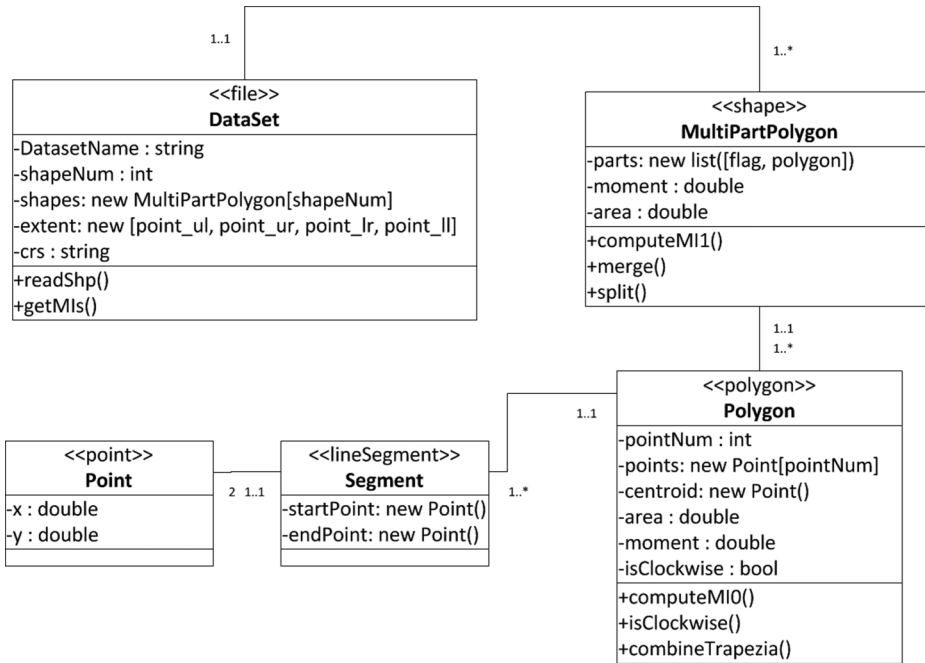 1..1
1..*
<<file>>
DataSet
-DatasetName : string
-shapeNum : int
-shapes: new MultiPartPolygon[shapeNum]
-extent: new [point_ul, point_ur, point_lr, point_ll]
-crs : string
+readShp()
+getMIs()
<<shape>>
MultiPartPolygon
-parts: new list([flag, polygon])
-moment : double
-area : double
+computeMI1()
+merge()
+split()
1..1
1..*
<<polygon>>
Polygon
-pointNum : int
-points: new Point[pointNum]
-centroid: new Point()
-area : double
-moment : double
-isClockwise : bool
+computeMI0()
+isClockwise()
+combineTrapezia()
1..1
1..*
<<lineSegment>>
Segment
-startPoint: new Point()
-endPoint: new Point()
2 1..1
<<point>>
Point
-x : double
-y : double